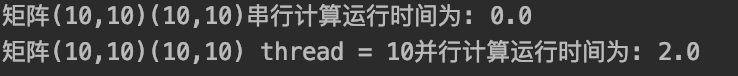 矩阵(10,10)(10,10)串行计算运行时间为: 0.0
矩阵(10,10)(10,10) thread = 10并行计算运行时间为: 2.0